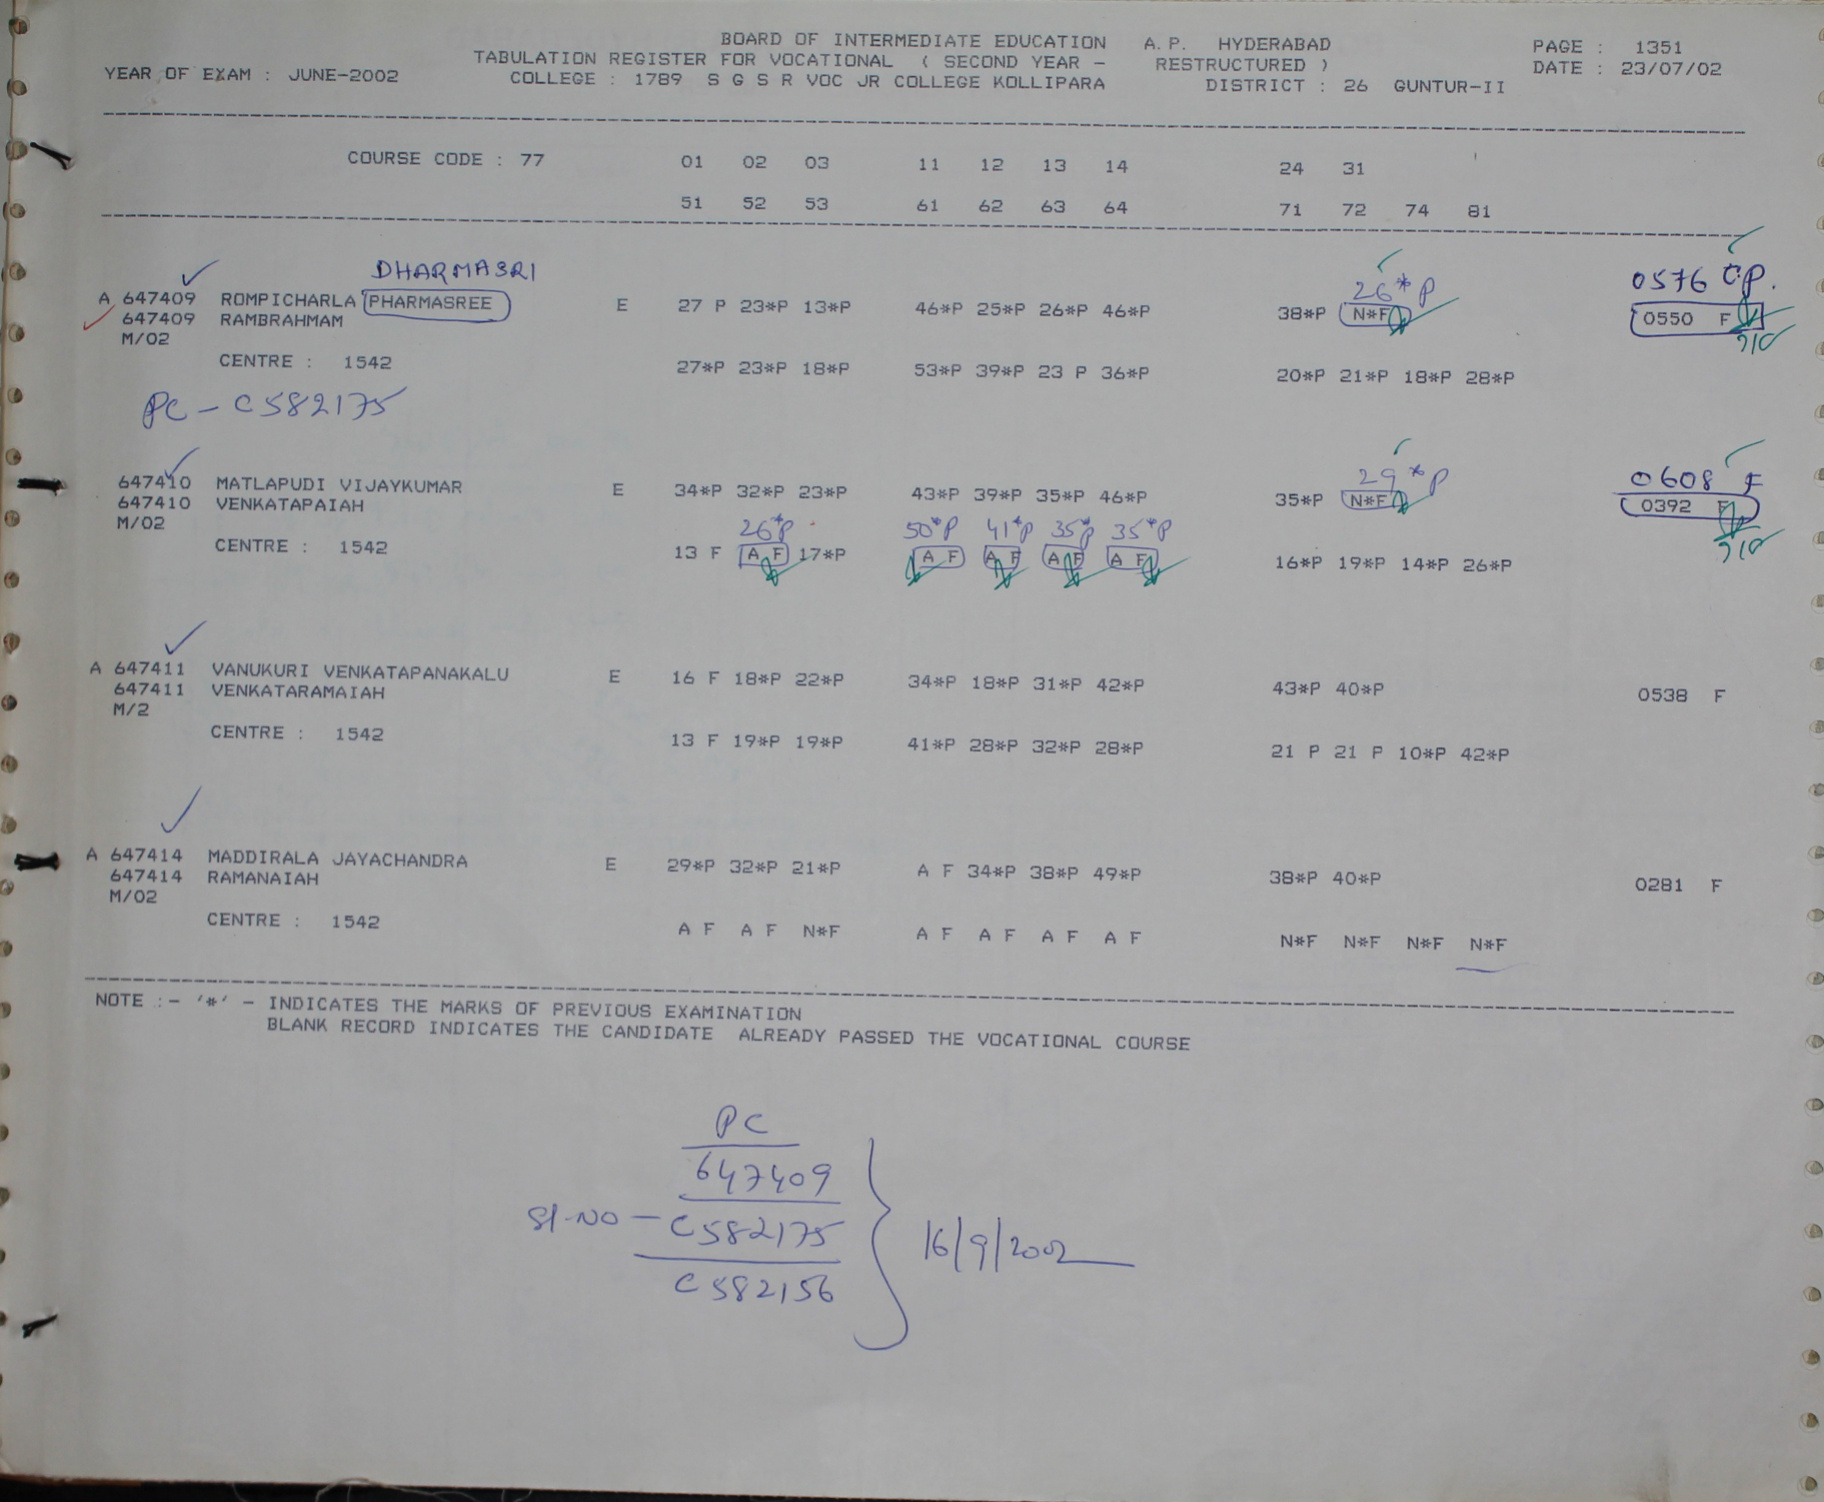 BOARD OF INTERMEDIATE EDUCATION A.P. HYDERABAD PAGE : 1351
TABULATION REGISTER FOR VOCATIONAL ( SECOND YEAR - RESTRUCTURED ) DATE : 23/07/02
YEAR OF EXAM : JUNE-2002 COLLEGE : 1789 S G S R VOC JR COLLEGE KOLLIPARA DISTRICT : 26 GUNTUR-II
COURSE CODE : 77 01 02 03 11 12 13 14 24 31
51 52 53 61 62 63 64 71 72 74 81
DHARMASRI 26*P 0576 CP.
A 647409 ROMPICHARLA PHARMASREE E 27 P 23*P 13*P 46*P 25*P 26*P 46*P 38*P N*F 0550 F
647409 RAMBRAHMAM
M/02
CENTRE : 1542 27*P 23*P 18*P 53*P 39*P 23 P 36*P 20*P 21*P 18*P 28*P
PC - C582175
29*P 0608 F
647410 MATLAPUDI VIJAYKUMAR E 34*P 32*P 23*P 43*P 39*P 35*P 46*P 35*P N*F 0392 F
647410 VENKATAPAIAH
M/02 26*P 50*P 41*P 35*P 35*P
CENTRE : 1542 13 F A F 17*P A F A F A F A F 16*P 19*P 14*P 26*P
A 647411 VANUKURI VENKATAPANAKALU E 16 F 18*P 22*P 34*P 18*P 31*P 42*P 43*P 40*P 0538 F
647411 VENKATARAMAIAH
M/2
CENTRE : 1542 13 F 19*P 19*P 41*P 28*P 32*P 28*P 21 P 21 P 10*P 42*P
A 647414 MADDIRALA JAYACHANDRA E 29*P 32*P 21*P A F 34*P 38*P 49*P 38*P 40*P 0281 F
647414 RAMANAIAH
M/02
CENTRE : 1542 A F A F N*F A F A F A F A F N*F N*F N*F N*F
NOTE :- '*' - INDICATES THE MARKS OF PREVIOUS EXAMINATION
BLANK RECORD INDICATES THE CANDIDATE ALREADY PASSED THE VOCATIONAL COURSE
PC
647409
Sl.NO - C582175
C582156
16/9/2002